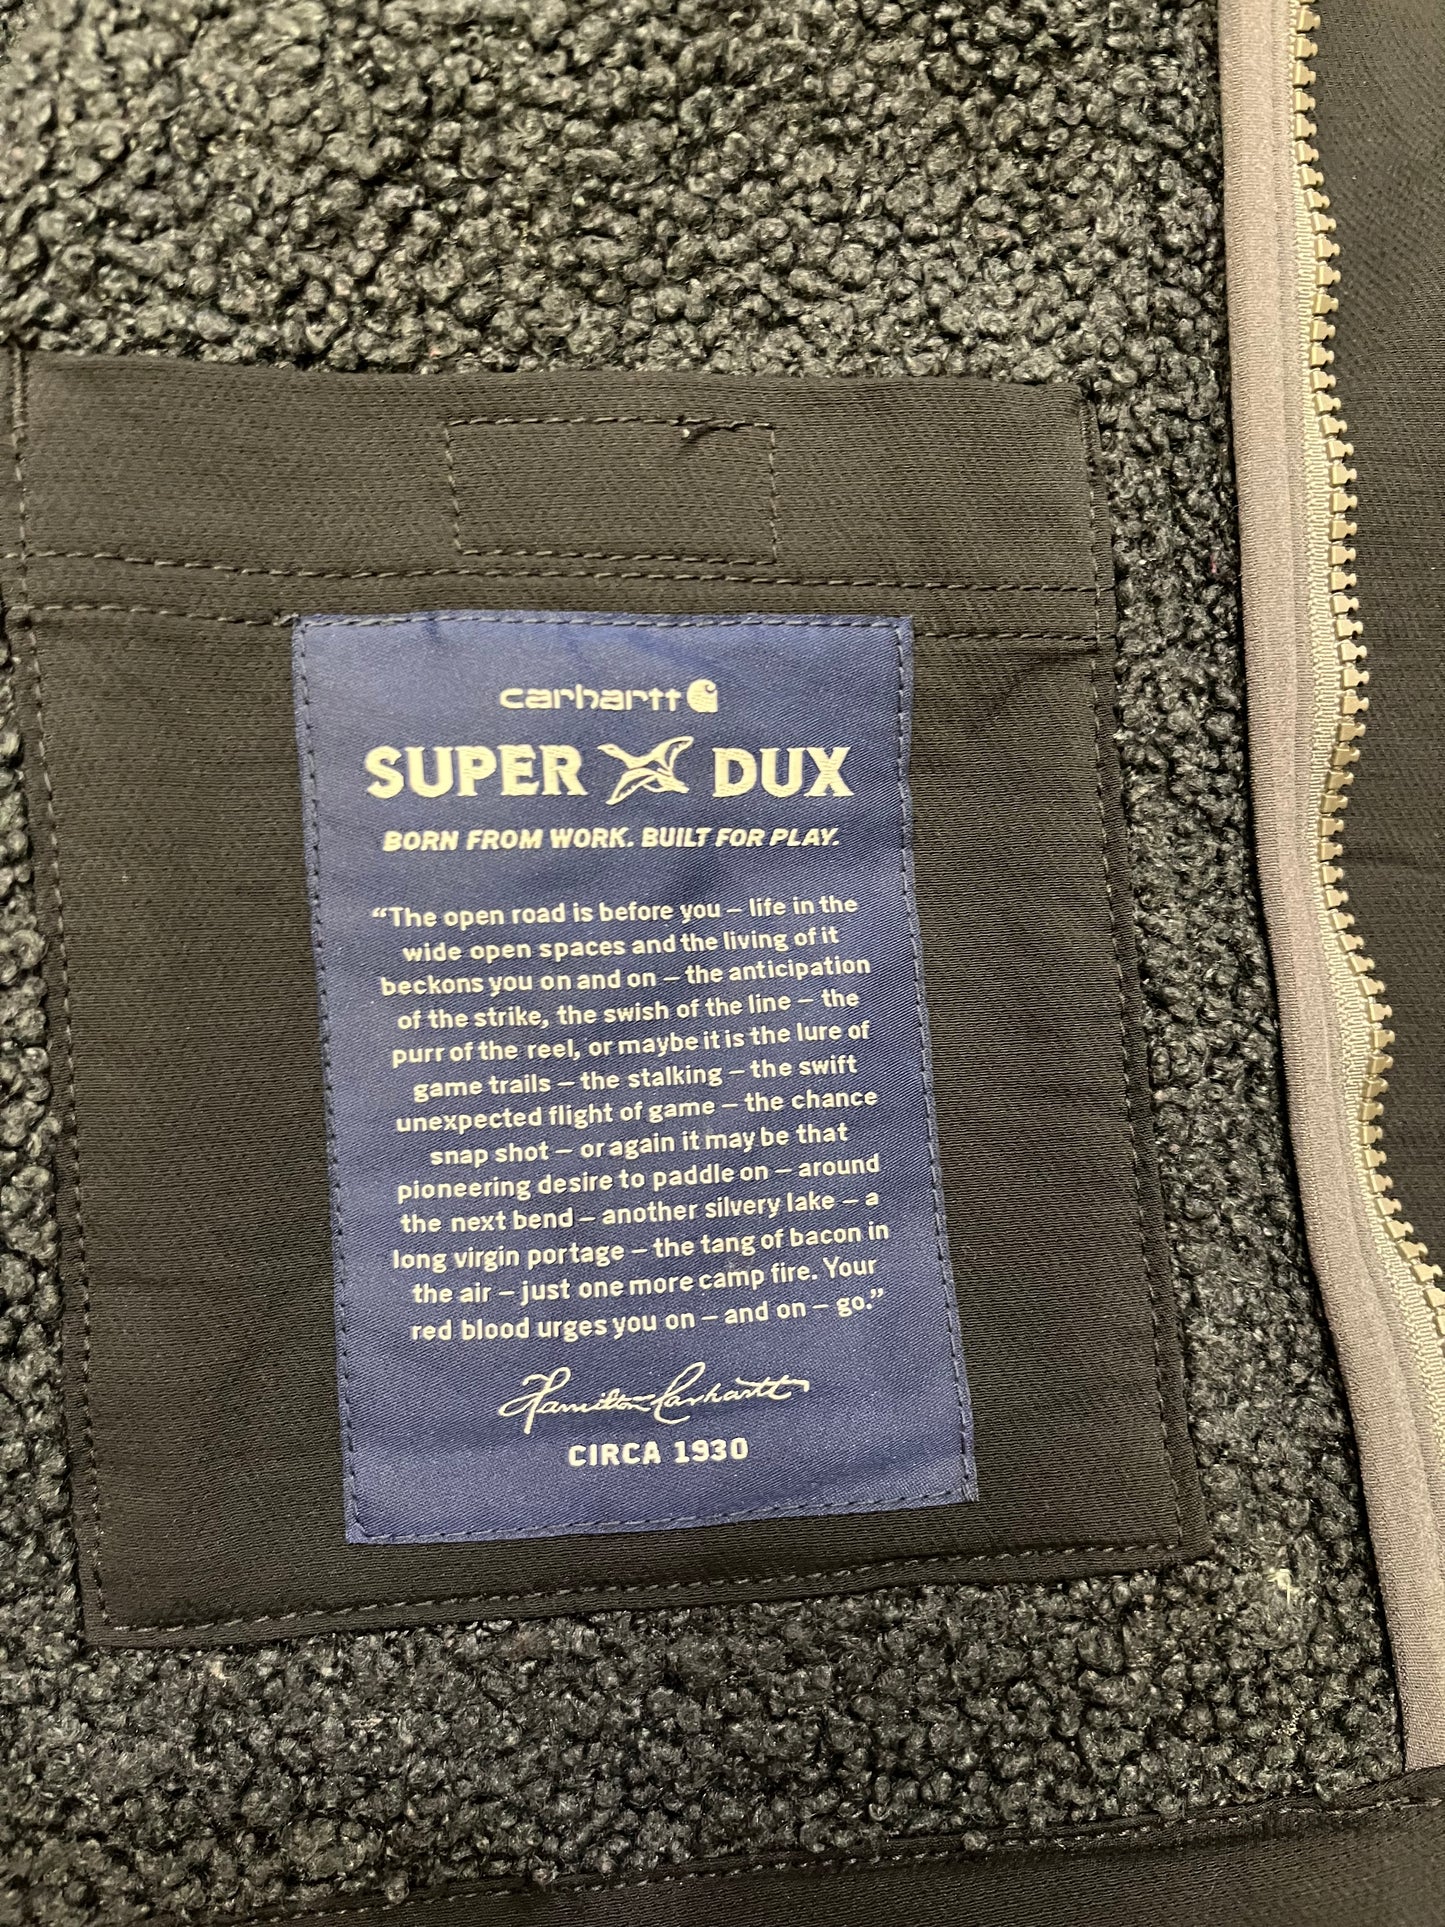 carhartt
SUPER DUX
BORN FROM WORK. BUILT FOR PLAY.
“The open road is before you – life in the
wide open spaces and the living of it
beckons you on and on – the anticipation
of the strike, the swish of the line – the
purr of the reel, or maybe it is the lure of
game trails – the stalking – the swift
unexpected flight of game – the chance
snap shot – or again it may be that
pioneering desire to paddle on – around
the next bend – another silvery lake – a
long virgin portage – the tang of bacon in
the air – just one more camp fire. Your
red blood urges you on – and on – go.”
Hamilton Carhartt
CIRCA 1930